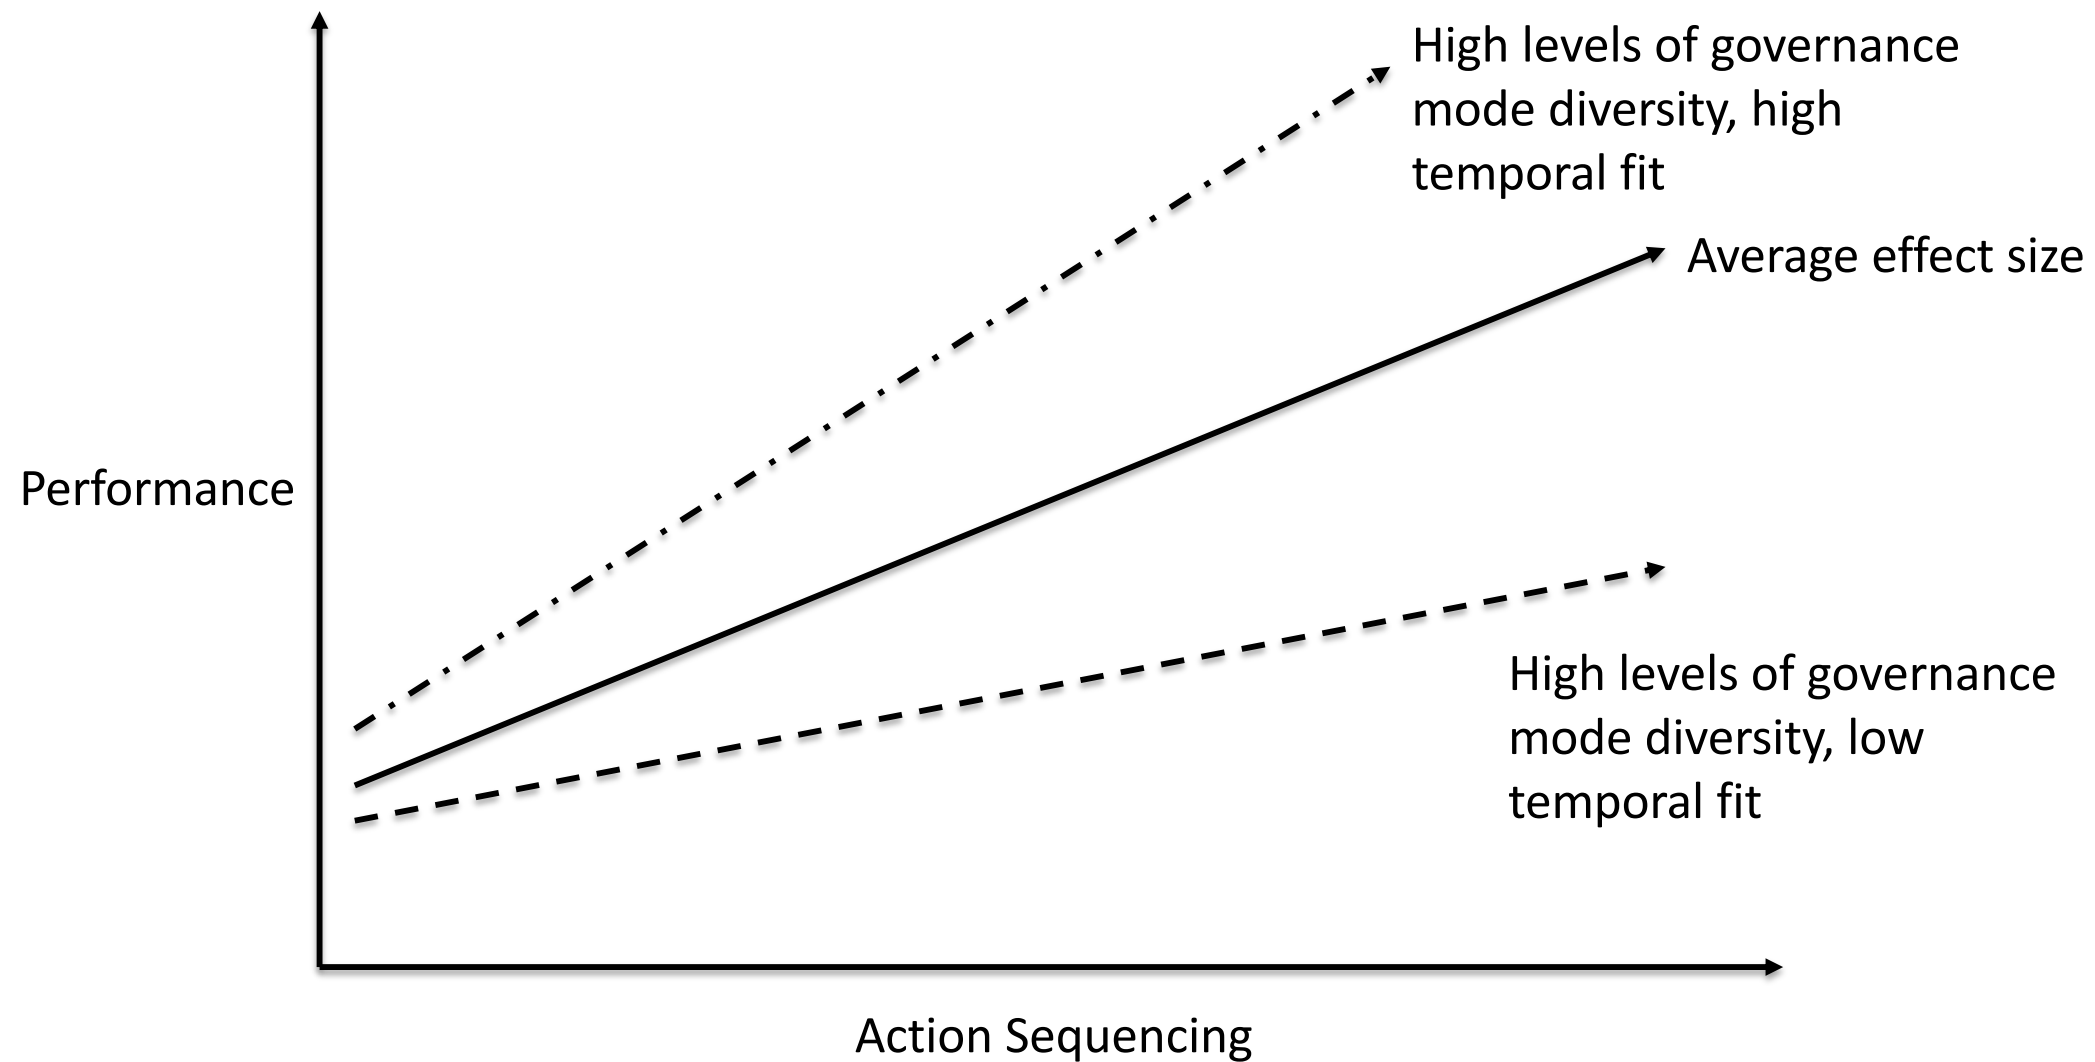 High levels of governance
mode diversity, high
temporal fit
Average effect size
Performance
High levels of governance
mode diversity, low
temporal fit
Action Sequencing